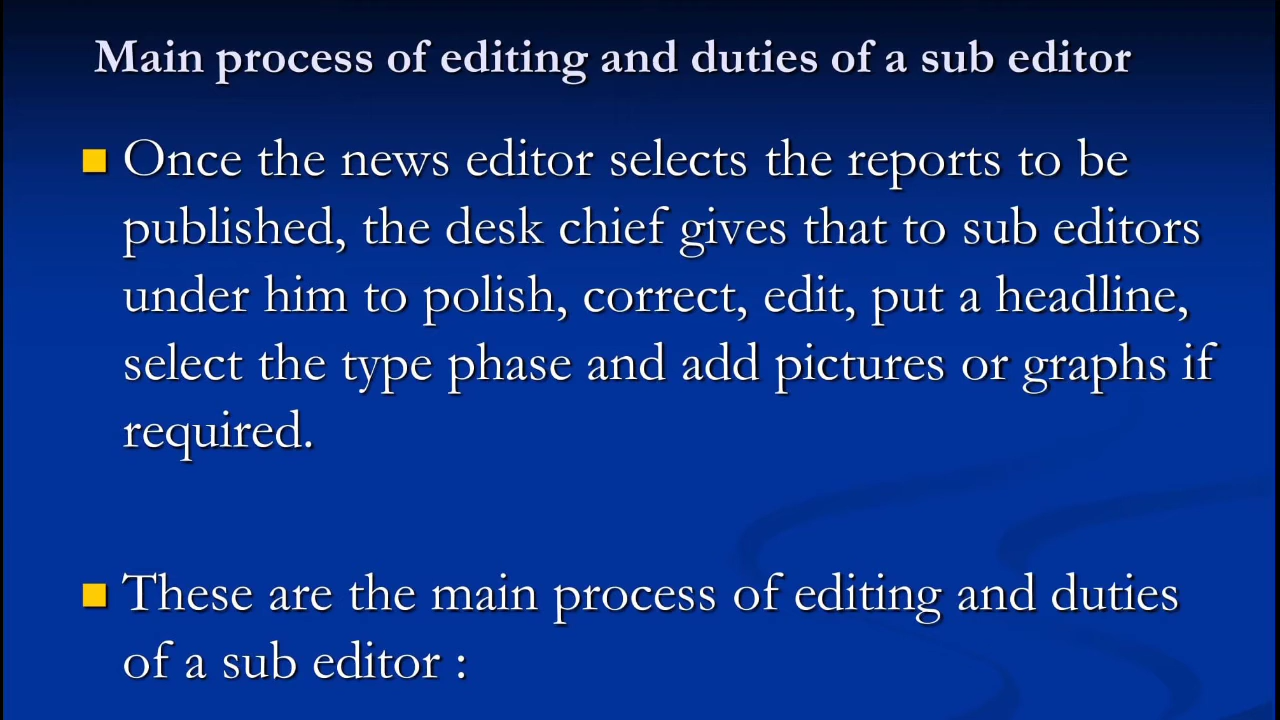 Main process of editing and duties of a sub editor
Once the news editor selects the reports to be
published, the desk chief gives that to sub editors
under him to polish, correct, edit, put a headline,
select the type phase and add pictures or graphs if
required.
These are the main process of editing and duties
of a sub editor :